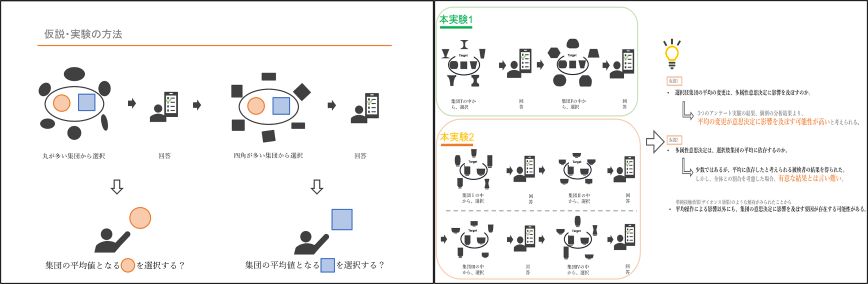 仮説・実験の方法
丸が多い集団から選択
回答
四角が多い集団から選択
回答
集団の平均値となる を選択する？
集団の平均値となる を選択する？
本実験1
Target
Target
集団Iの中か
ら、選択
回
答
集団IIの中か
ら、選択
回
答
本実験2
Target
Target
集団Iの中
から、選択
回
答
集団IIの中
から、選択
回
答
Target
Target
集団IIIの中
から、選択
回
答
集団IVの中
から、選択
回
答
・ 選択肢集団の平均の変更は、多属性意思決定に影響を及ぼすのか。
2つのアンケート実験の結果、個別の分析結果より、
平均の変更が意思決定に影響を及ぼす可能性が高いと考えられる。
・ 多属性意思決定は、選択肢集団の平均に依存するのか。
少数ではあるが、平均に依存したと考えられる被験者の結果を得られた。
しかし、全体との割合を考慮した場合、有意な結果とは言い難い。
・ 平均操作による影響以外にも、集団の意思決定に影響を及ぼす要因が存在する可能性がある。